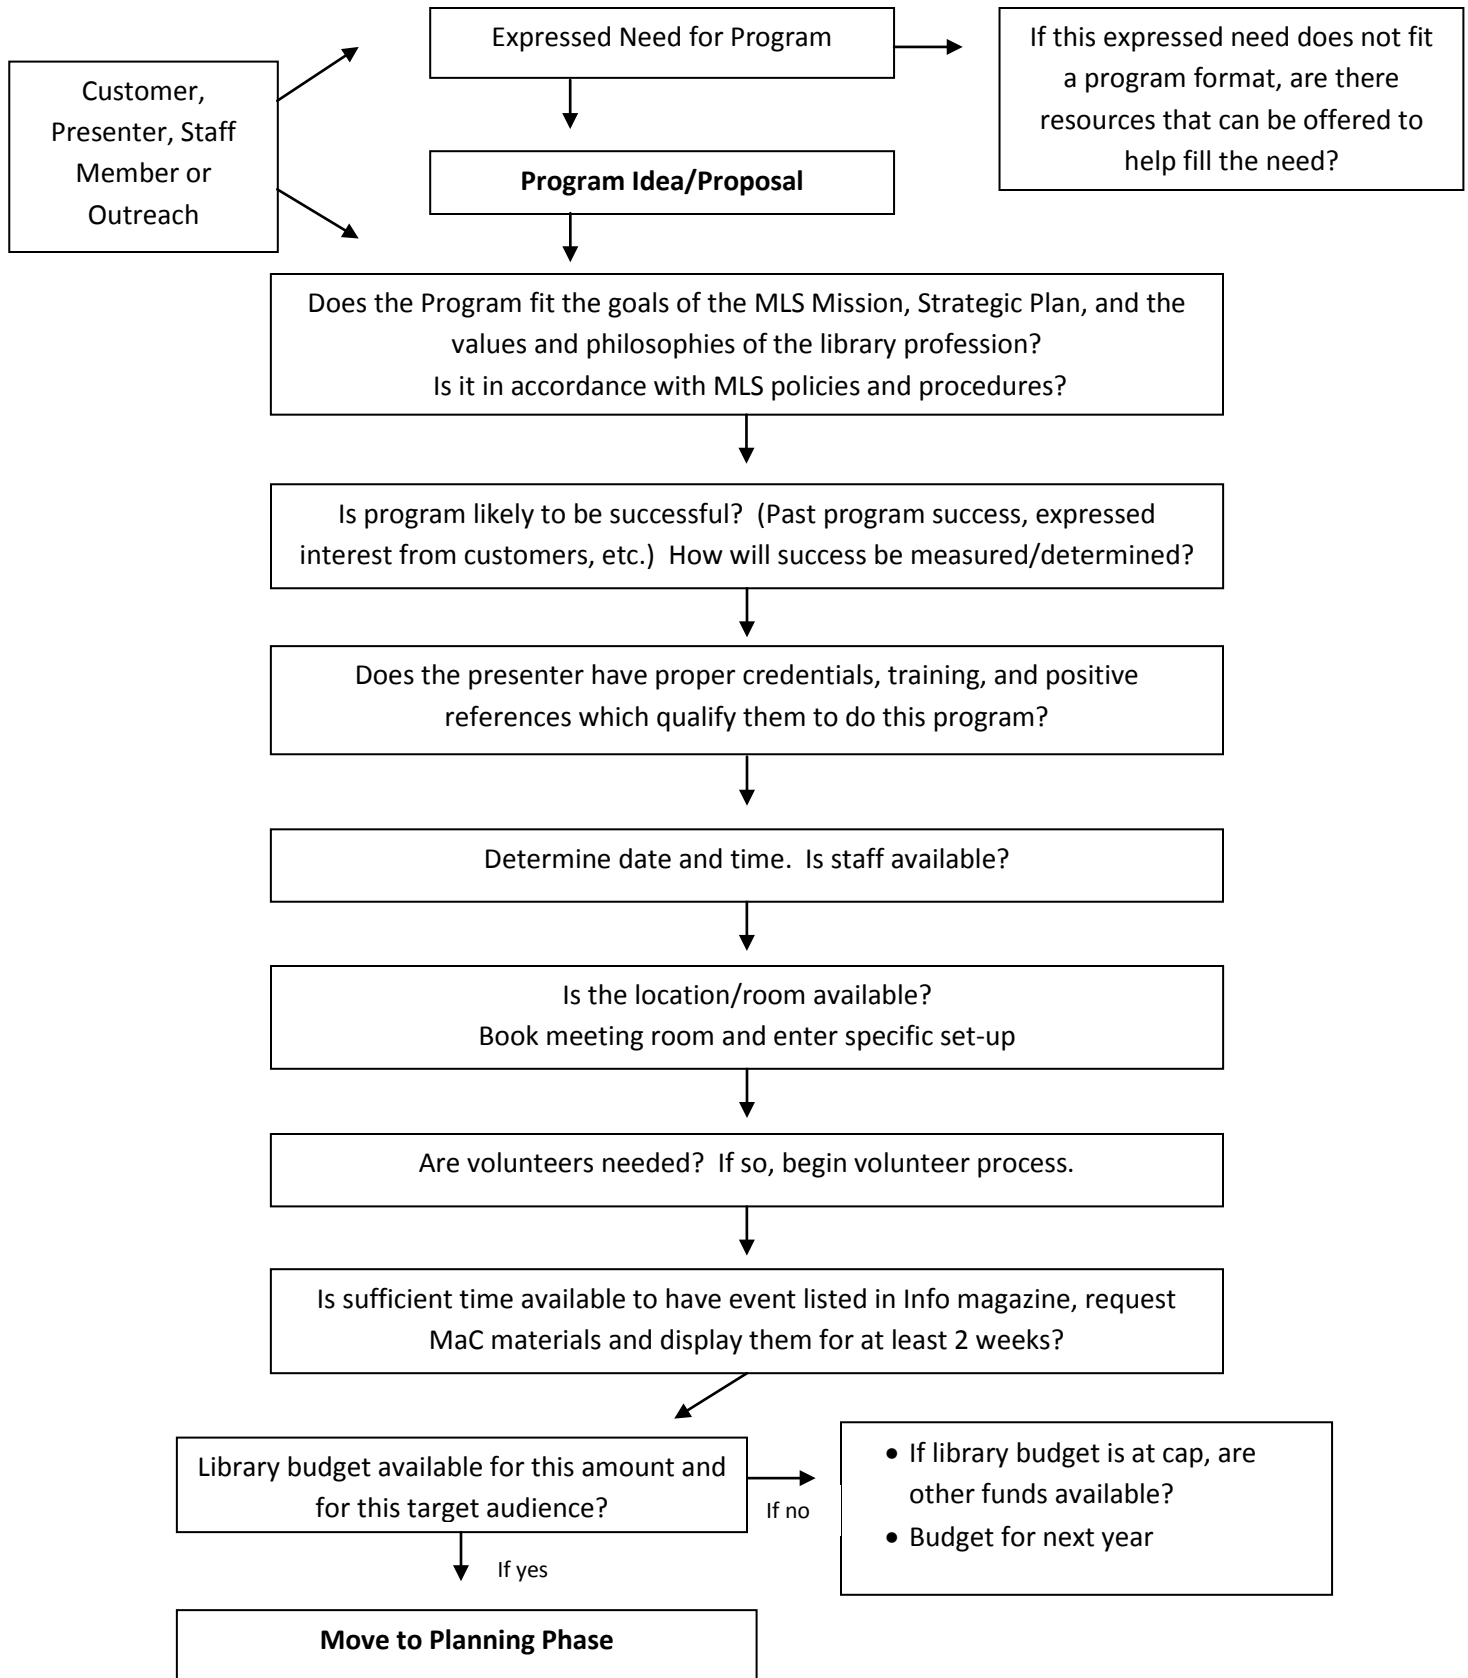 Expressed Need for Program
If this expressed need does not fit
a program format, are there
resources that can be offered to
help fill the need?
Customer,
Presenter, Staff
Member or
Outreach
Program Idea/Proposal
Does the Program fit the goals of the MLS Mission, Strategic Plan, and the
values and philosophies of the library profession?
Is it in accordance with MLS policies and procedures?
Is program likely to be successful?  (Past program success, expressed
interest from customers, etc.)  How will success be measured/determined?
Does the presenter have proper credentials, training, and positive
references which qualify them to do this program?
Determine date and time.  Is staff available?
Is the location/room available?
Book meeting room and enter specific set-up
Are volunteers needed?  If so, begin volunteer process.
Is sufficient time available to have event listed in Info magazine, request
MaC materials and display them for at least 2 weeks?
Library budget available for this amount and
for this target audience?
If no
• If library budget is at cap, are
other funds available?
• Budget for next year
If yes
Move to Planning Phase